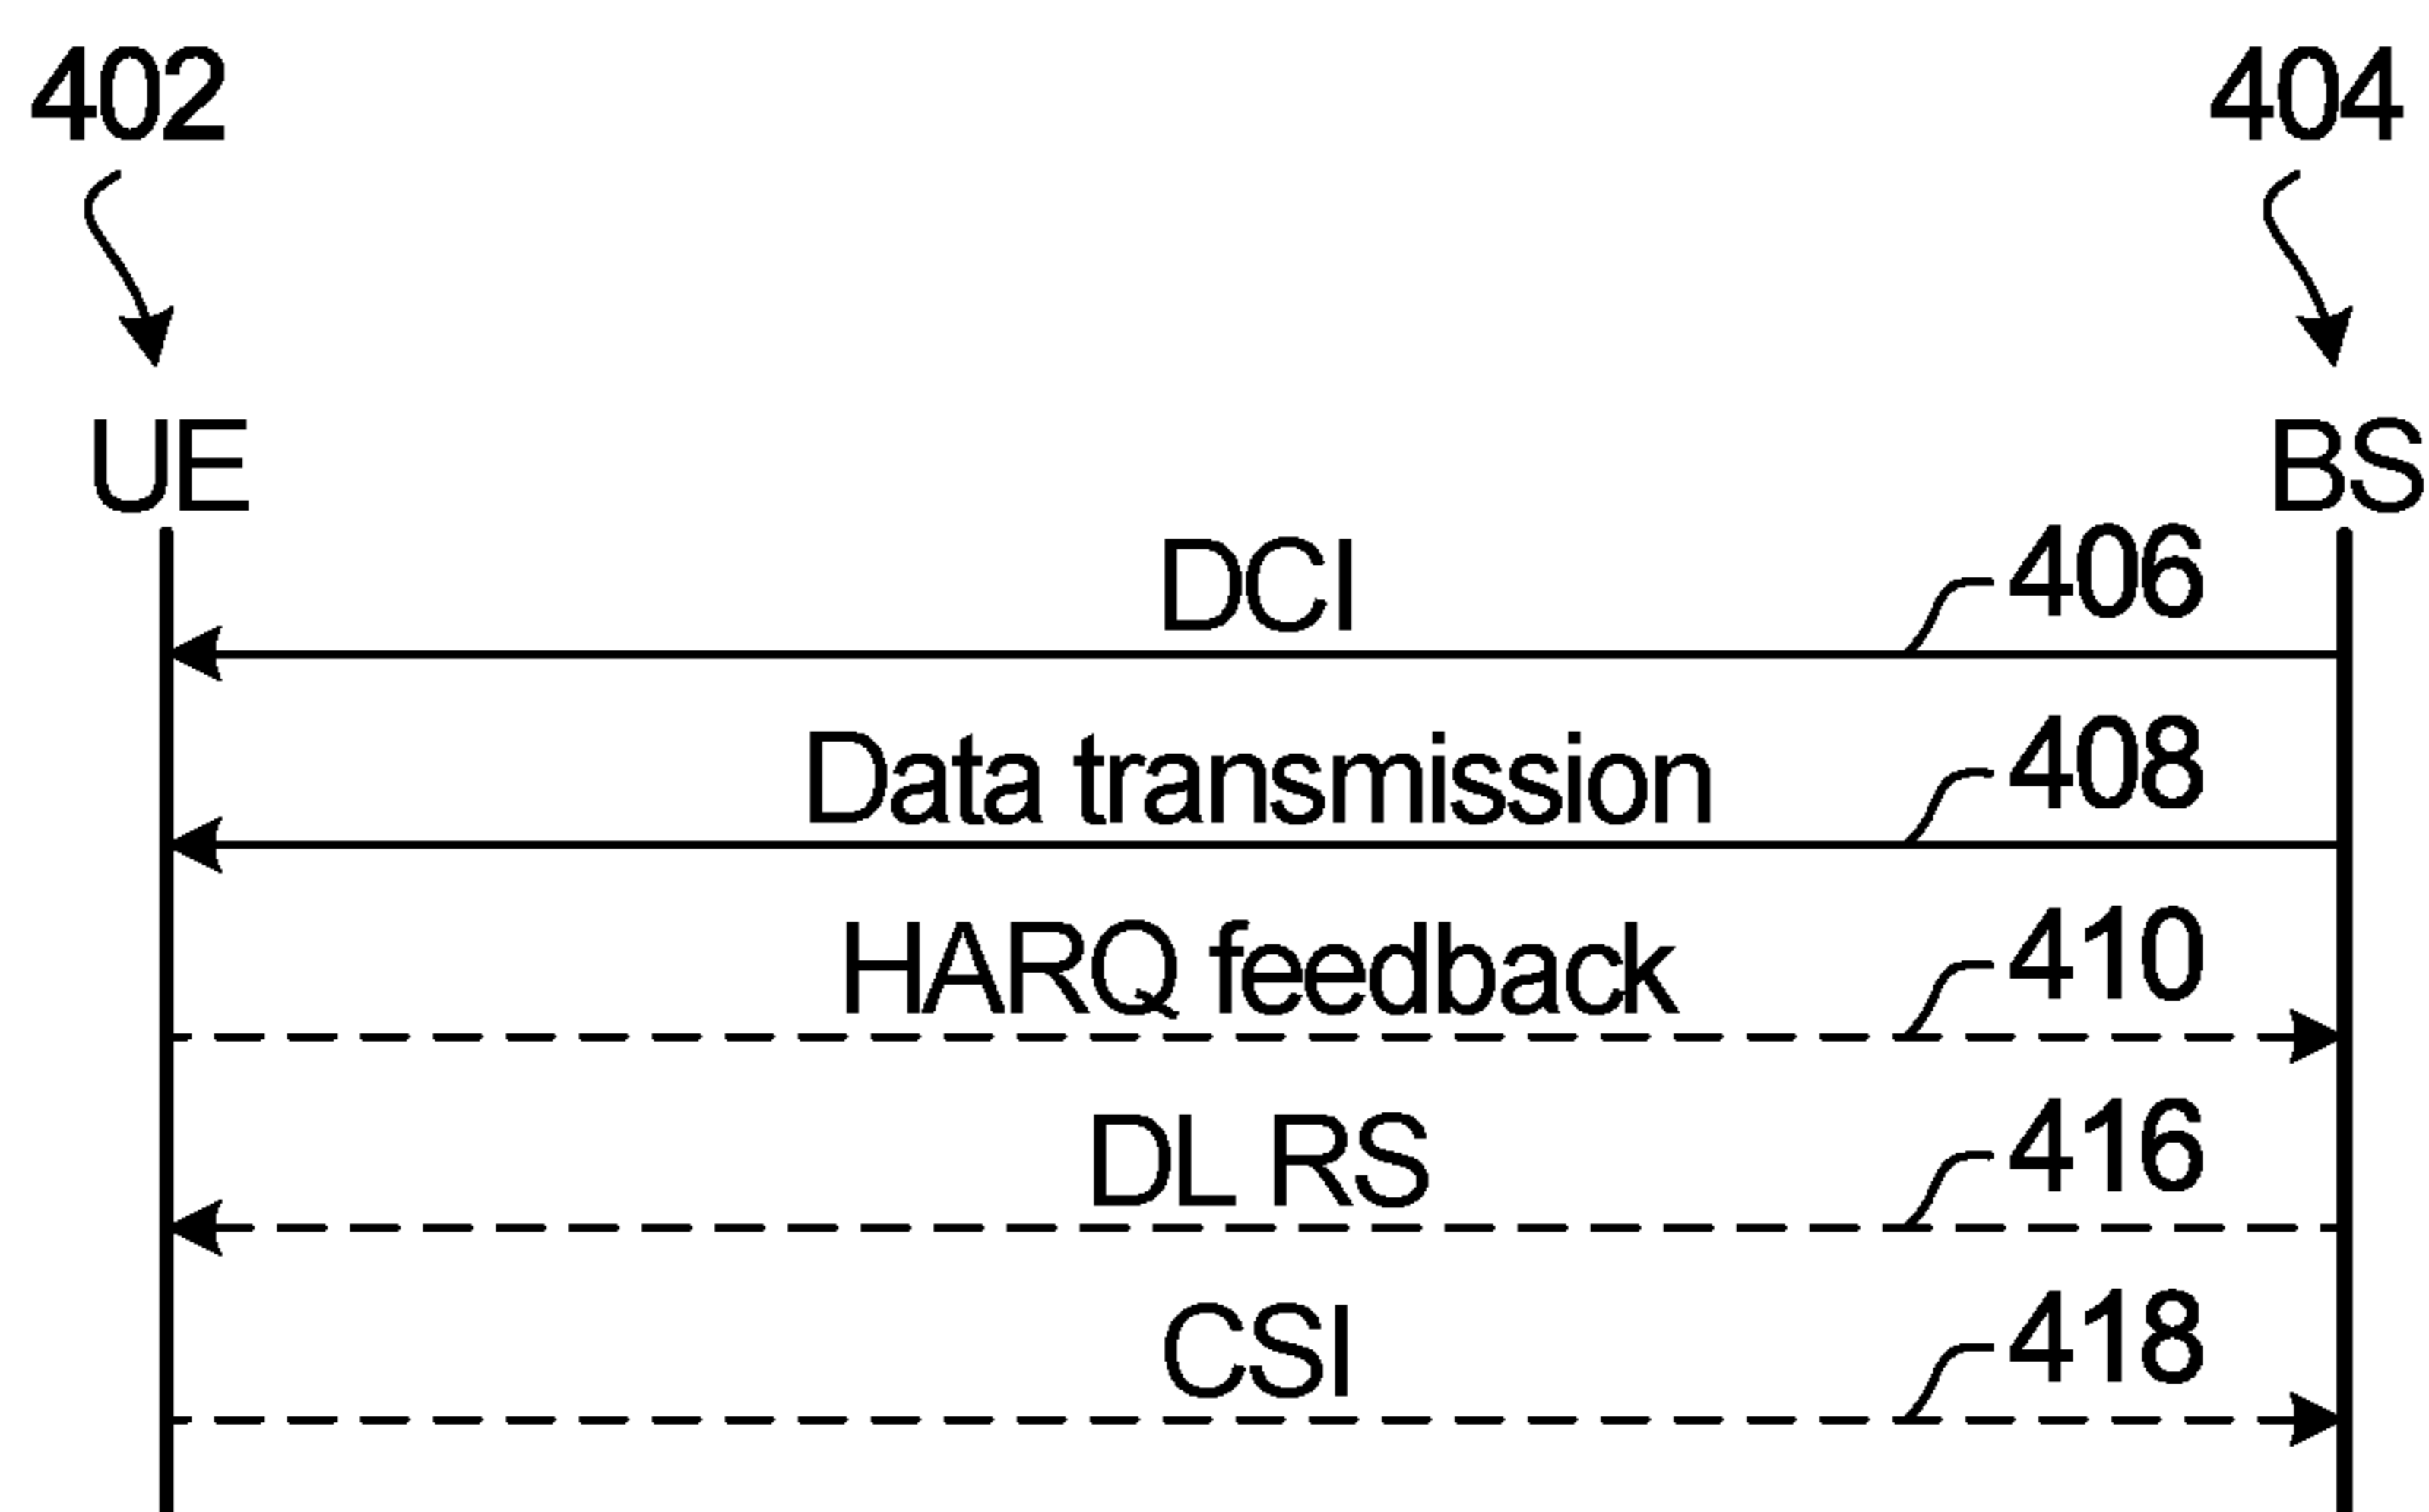 402 404
UE BS
DCI 406
Data transmission 408
HARQ feedback 410
DL RS 416
CSI 418